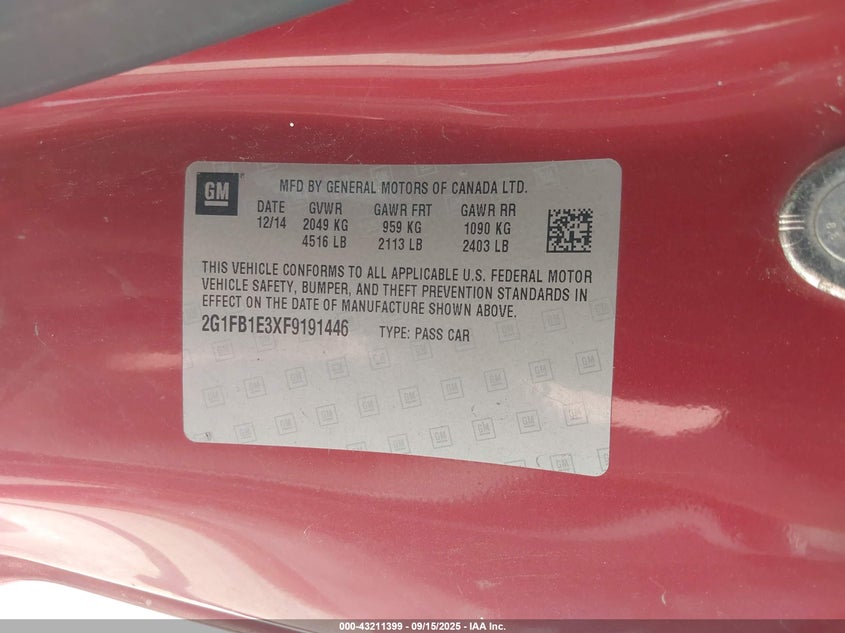 GM
MFD BY GENERAL MOTORS OF CANADA LTD.
DATE GVWR GAWR FRT GAWR RR
12/14 2049 KG 959 KG 1090 KG
4516 LB 2113 LB 2403 LB
THIS VEHICLE CONFORMS TO ALL APPLICABLE U.S. FEDERAL MOTOR
VEHICLE SAFETY, BUMPER, AND THEFT PREVENTION STANDARDS IN
EFFECT ON THE DATE OF MANUFACTURE SHOWN ABOVE.
2G1FB1E3XF9191446 TYPE: PASS CAR
000-43211399 - 09/15/2025 - IAA Inc.